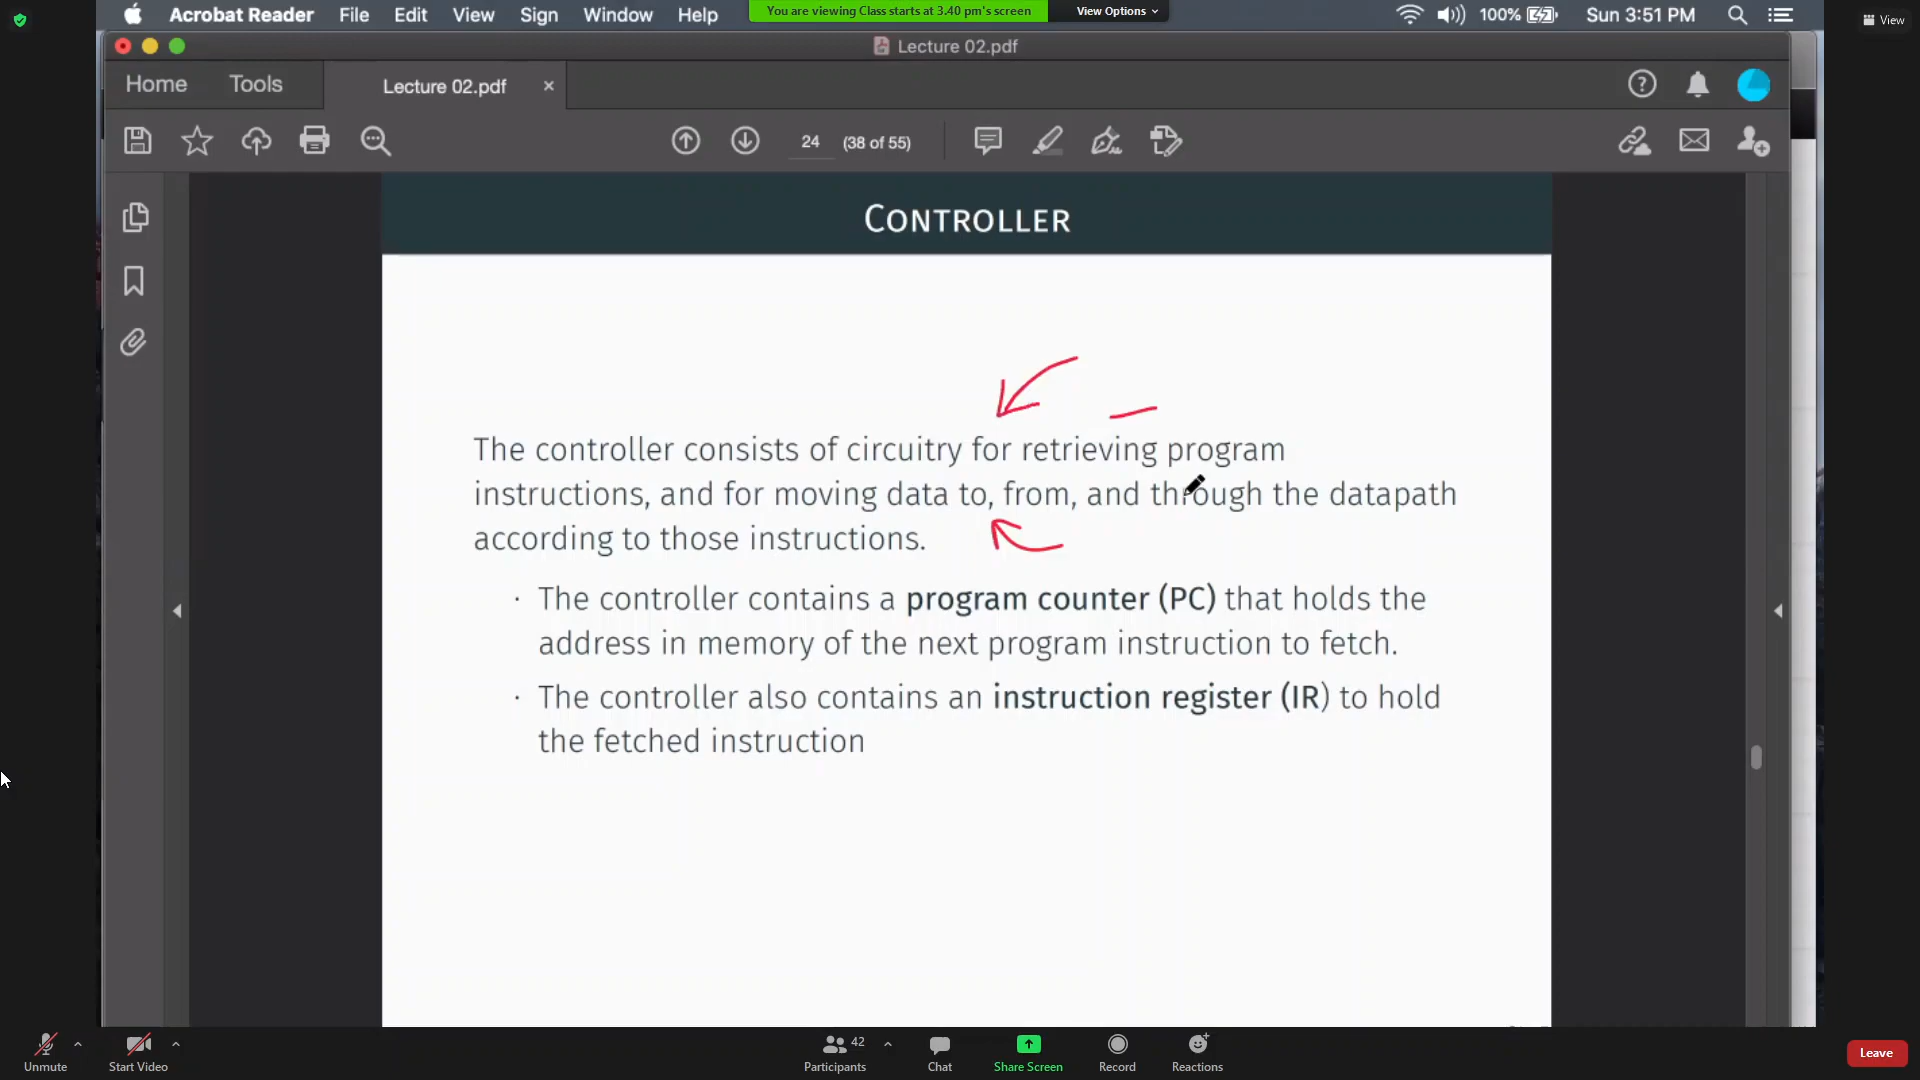 Acrobat Reader File Edit View Sign Window Help
You are viewing Class starts at 3.40 pm's screen View Options
100% Sun 3:51 PM
View
Lecture 02.pdf
Home Tools Lecture 02.pdf ×
24 (38 of 55)
CONTROLLER
The controller consists of circuitry for retrieving program
instructions, and for moving data to, from, and through the datapath
according to those instructions.
· The controller contains a program counter (PC) that holds the
address in memory of the next program instruction to fetch.
· The controller also contains an instruction register (IR) to hold
the fetched instruction
Unmute Start Video Participants 42 Chat Share Screen Record Reactions Leave